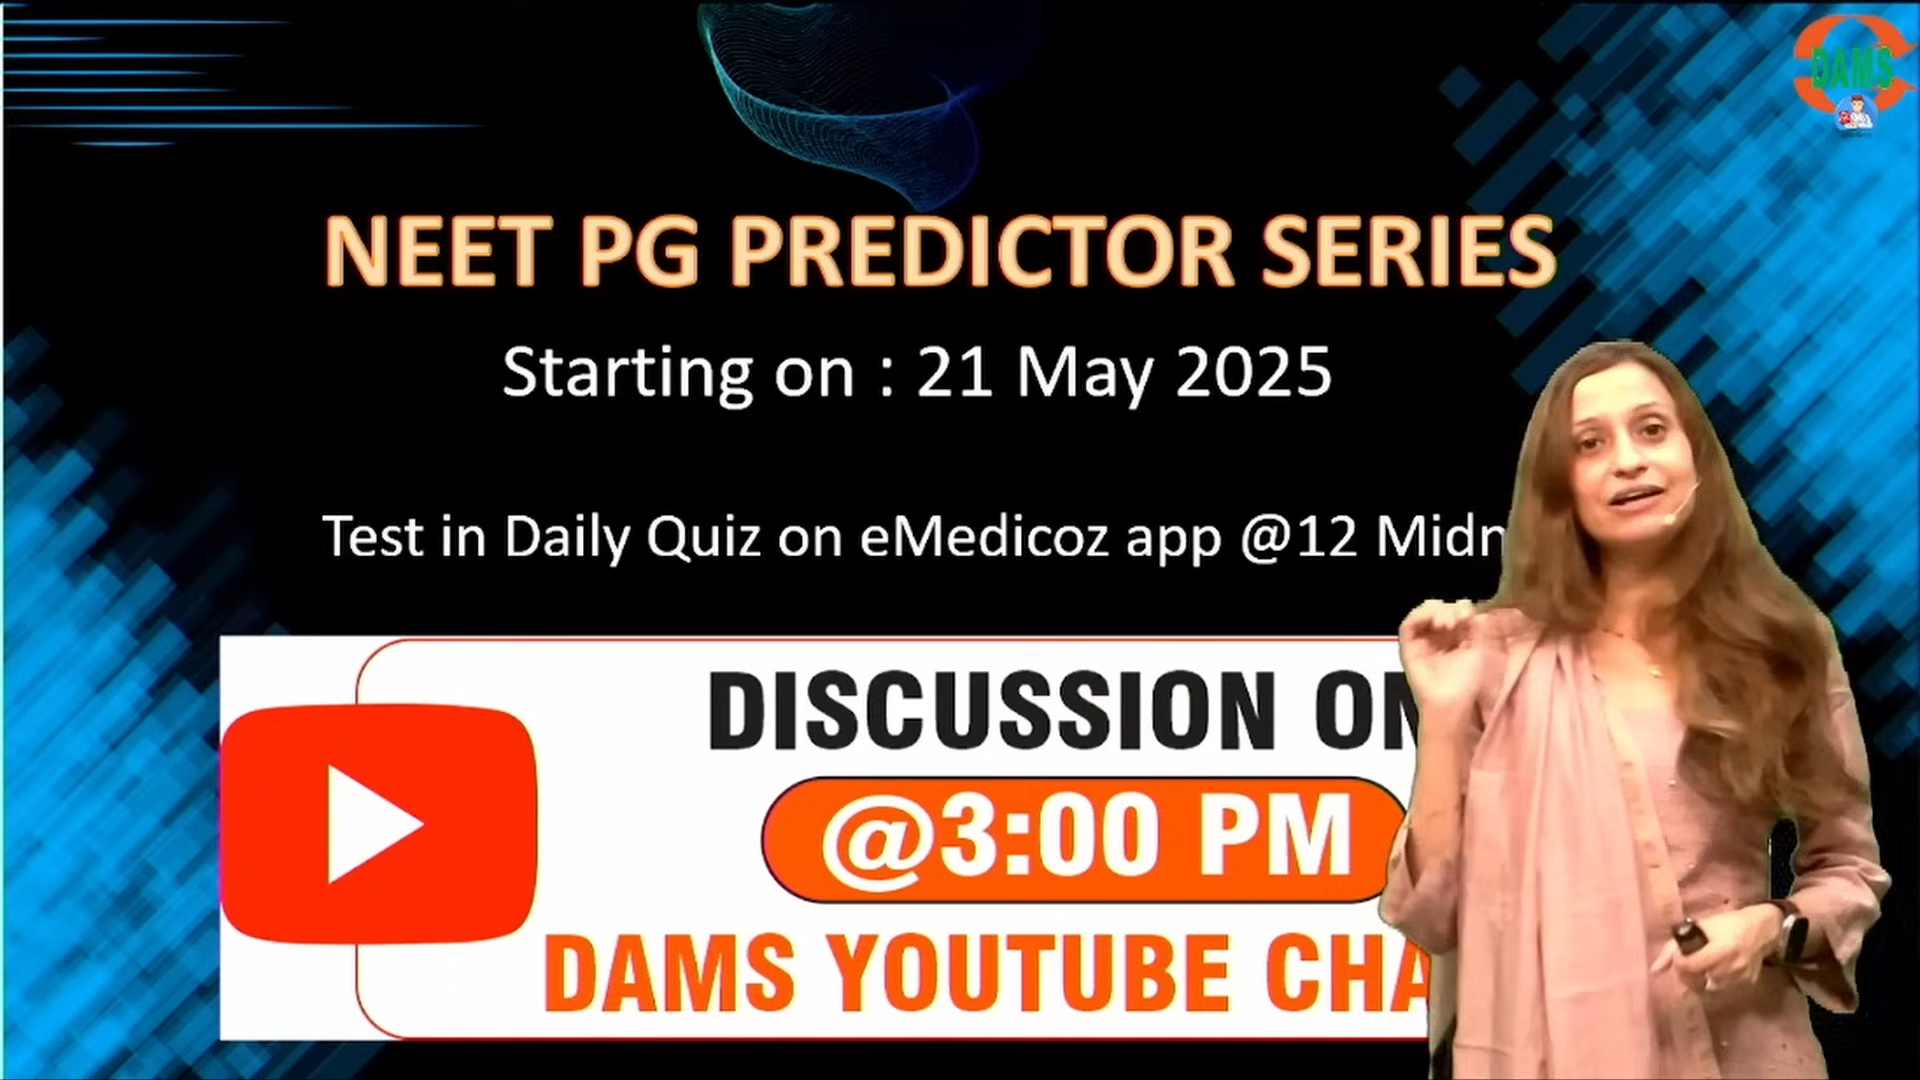 DAMS
NEET PG PREDICTOR SERIES
Starting on : 21 May 2025
Test in Daily Quiz on eMedicoz app @12
DISCUSSION
@3:00 PM
DAMS YOUTUBE